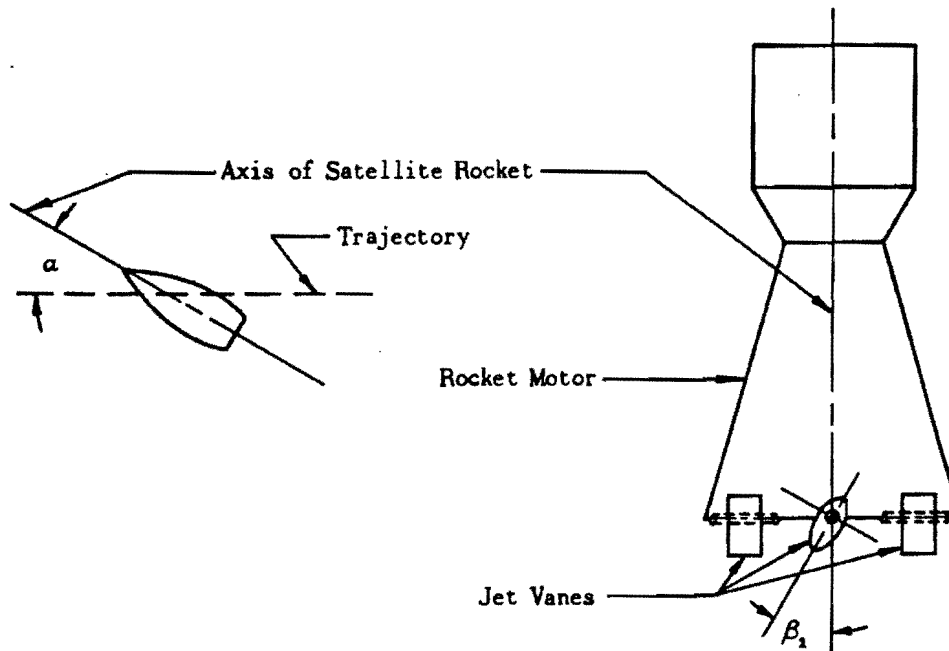 Axis of Satellite Rocket
Trajectory
α
Rocket Motor
Jet Vanes
β₁